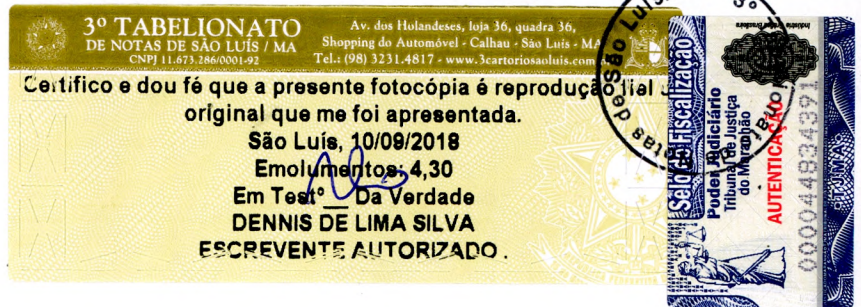 3º TABELIONATO
DE NOTAS DE SÃO LUÍS / MA
CNPJ 11.673.286/0001-92
Av. dos Holandeses, loja 36, quadra 36,
Shopping do Automóvel - Calhau - São Luís - MA
Tel.: (98) 3231.4817 - www.3cartoriosaoluis.com
Certifico e dou fé que a presente fotocópia é reprodução fiel
original que me foi apresentada.
São Luís, 10/09/2018
Emolumentos: 4,30
Em Testº Da Verdade
DENNIS DE LIMA SILVA
ESCREVENTE AUTORIZADO .
Selo de Fiscalização
Poder Judiciário
Tribunal de Justiça
do Maranhão
AUTENTICAÇÃO
000044834391